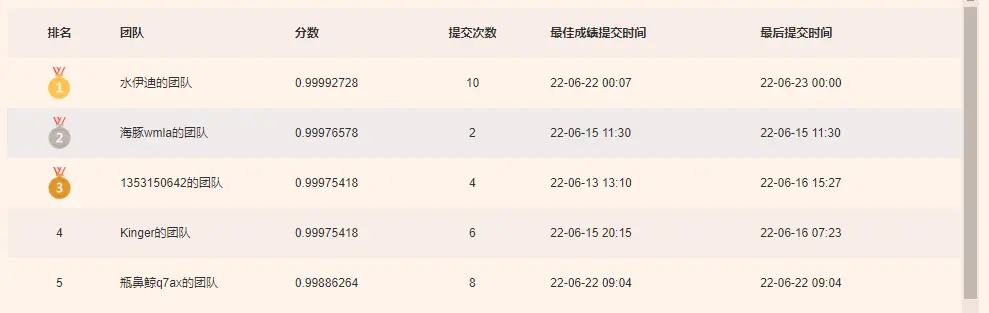 排名 团队 分数 提交次数 最佳成绩提交时间 最后提交时间
1 水伊迪的团队 0.99992728 10 22-06-22 00:07 22-06-23 00:00
2 海豚wmla的团队 0.99976578 2 22-06-15 11:30 22-06-15 11:30
3 1353150642的团队 0.99975418 4 22-06-13 13:10 22-06-16 15:27
4 Kinger的团队 0.99975418 6 22-06-15 20:15 22-06-16 07:23
5 瓶鼻鲸q7ax的团队 0.99886264 8 22-06-22 09:04 22-06-22 09:04